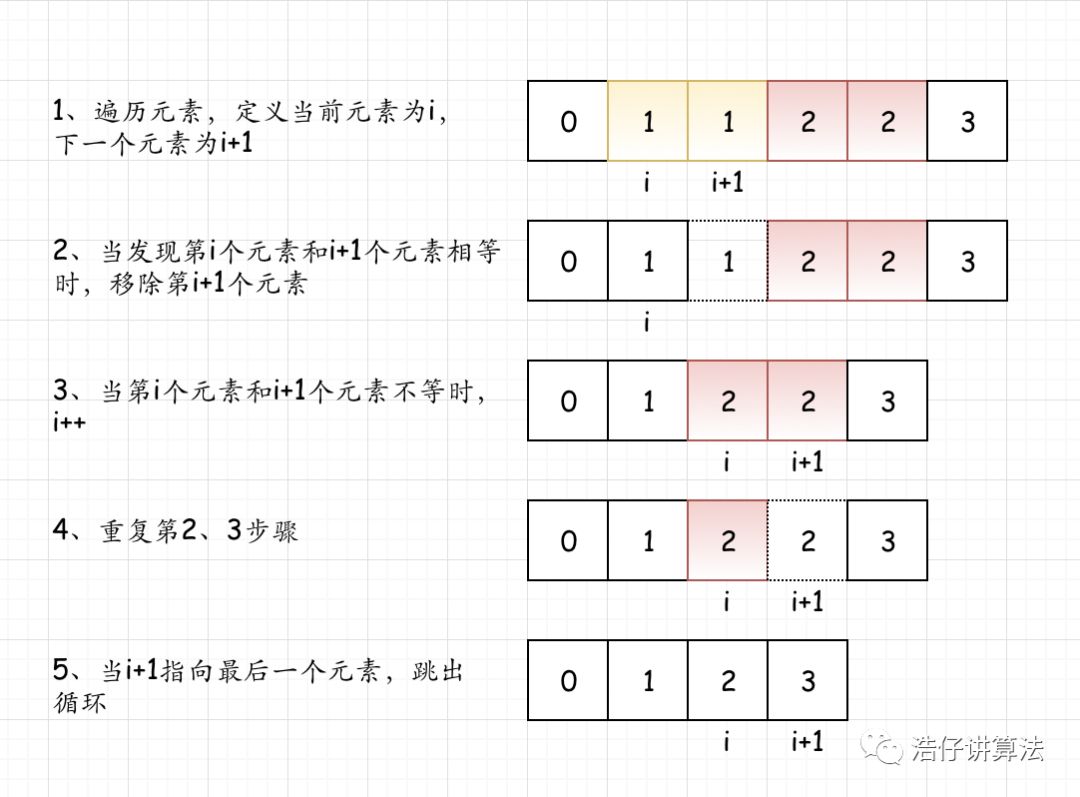 1、遍历元素，定义当前元素为i，
下一个元素为i+1
0 1 1 2 2 3
i i+1
2、当发现第i个元素和i+1个元素相等
时，移除第i+1个元素
0 1 1 2 2 3
i
3、当第i个元素和i+1个元素不等时，
i++
0 1 2 2 3
i i+1
4、重复第2、3步骤
0 1 2 2 3
i i+1
5、当i+1指向最后一个元素，跳出
循环
0 1 2 3
i i+1
浩仔讲算法